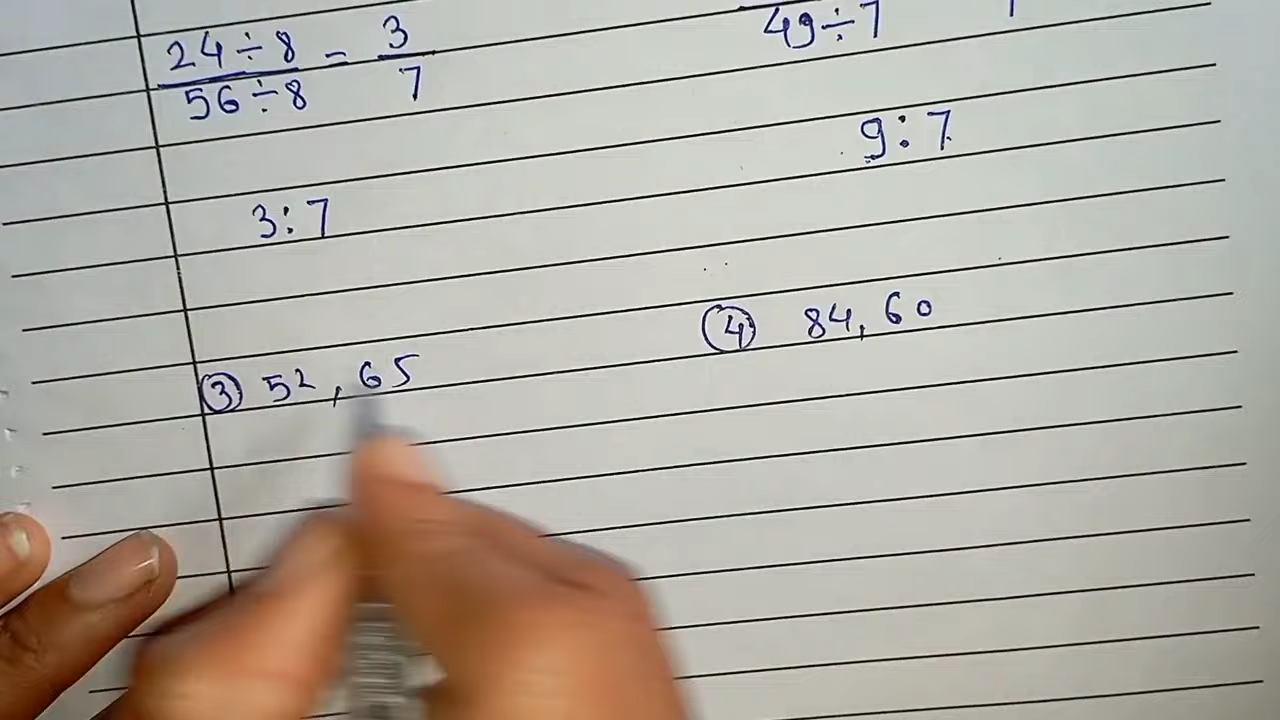 24÷8 = 3
56÷8 7
49÷7
9:7
3:7
③ 52, 65
④ 84, 60